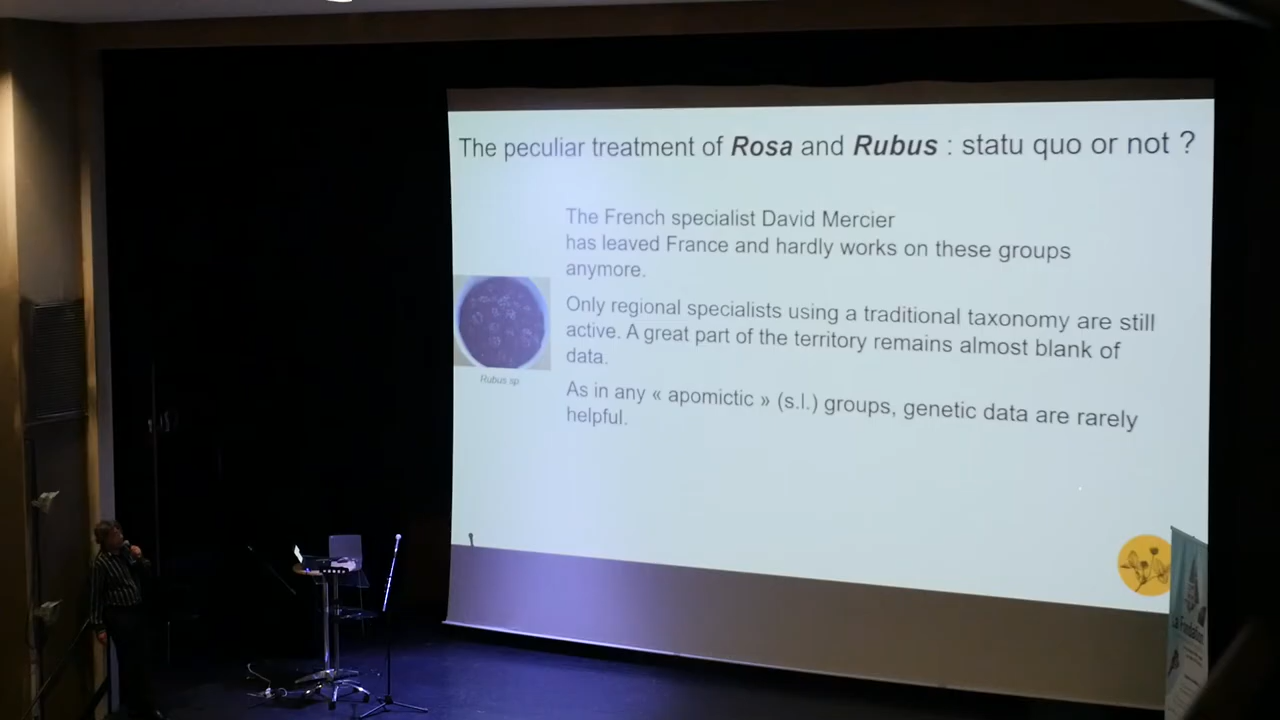 The peculiar treatment of Rosa and Rubus : statu quo or not ?
The French specialist David Mercier
has leaved France and hardly works on these groups
anymore.
Only regional specialists using a traditional taxonomy are still
active. A great part of the territory remains almost blank of
data.
As in any « apomictic » (s.l.) groups, genetic data are rarely
helpful.
Rubus sp
La Fondation